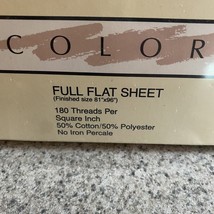 COLOR
FULL FLAT SHEET
(Finished size 81"x96")
180 Threads Per
Square Inch
50% Cotton/50% Polyester
No Iron Percale